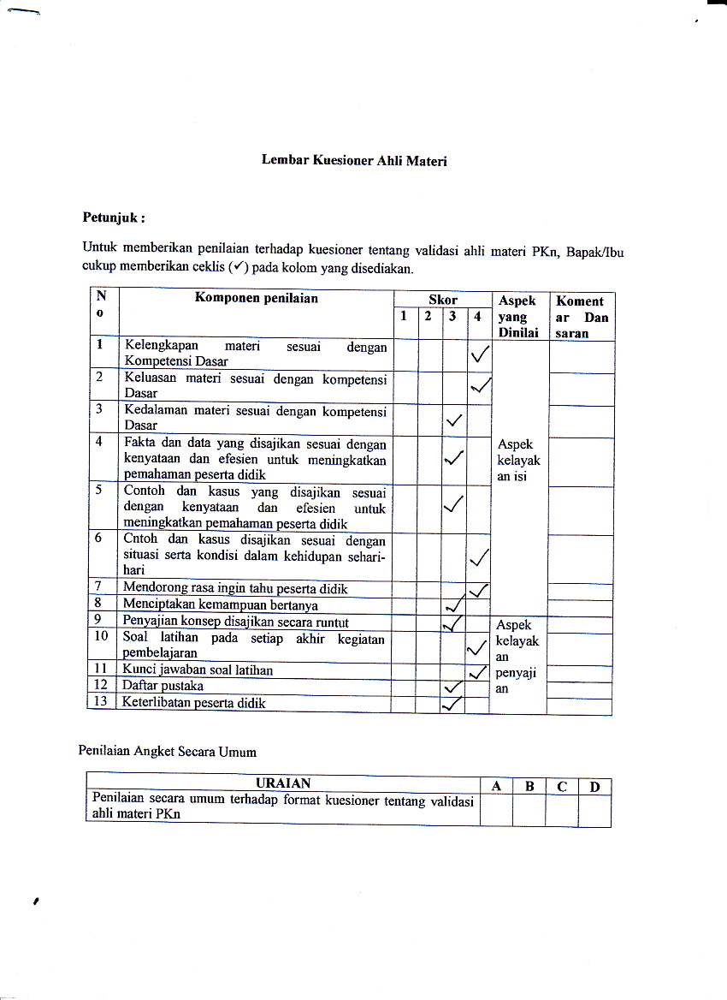 Lembar Kuesioner Ahli Materi
Petunjuk :
Untuk memberikan penilaian terhadap kuesioner tentang validasi ahli materi PKn, Bapak/Ibu
cukup memberikan ceklis (✓) pada kolom yang disediakan.
N
o
Komponen penilaian
Skor
1 2 3 4
Aspek
yang
Dinilai
Koment
ar Dan
saran
1 Kelengkapan materi sesuai dengan
Kompetensi Dasar ✓
2 Keluasan materi sesuai dengan kompetensi
Dasar ✓
3 Kedalaman materi sesuai dengan kompetensi
Dasar ✓
4 Fakta dan data yang disajikan sesuai dengan
kenyataan dan efesien untuk meningkatkan ✓
pemahaman peserta didik
Aspek
kelayak
an isi
5 Contoh dan kasus yang disajikan sesuai
dengan kenyataan dan efesien untuk ✓
meningkatkan pemahaman peserta didik
6 Cntoh dan kasus disajikan sesuai dengan
situasi serta kondisi dalam kehidupan sehari- ✓
hari
7 Mendorong rasa ingin tahu peserta didik ✓
8 Menciptakan kemampuan bertanya ✓
9 Penyajian konsep disajikan secara runtut ✓
10 Soal latihan pada setiap akhir kegiatan
pembelajaran ✓
11 Kunci jawaban soal latihan ✓
12 Daftar pustaka ✓
13 Keterlibatan peserta didik ✓
Aspek
kelayak
an
penyaji
an
Penilaian Angket Secara Umum
URAIAN A B C D
Penilaian secara umum terhadap format kuesioner tentang validasi
ahli materi PKn